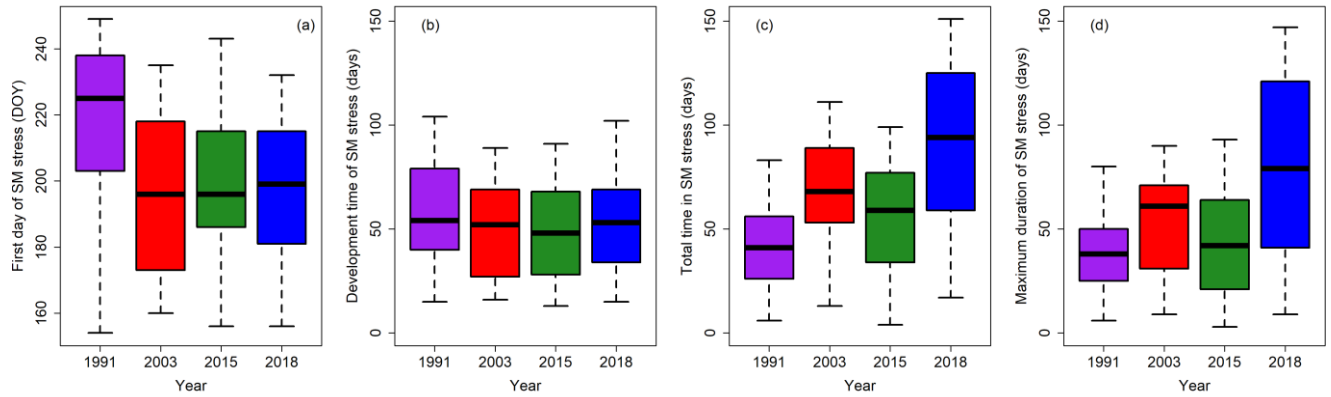 (a)
First day of SM stress (DOY)
240
220
200
180
160
1991 2003 2015 2018
Year
(b)
Development time of SM stress (days)
150
100
50
0
1991 2003 2015 2018
Year
(c)
Total time in SM stress (days)
150
100
50
0
1991 2003 2015 2018
Year
(d)
Maximum duration of SM stress (days)
150
100
50
0
1991 2003 2015 2018
Year